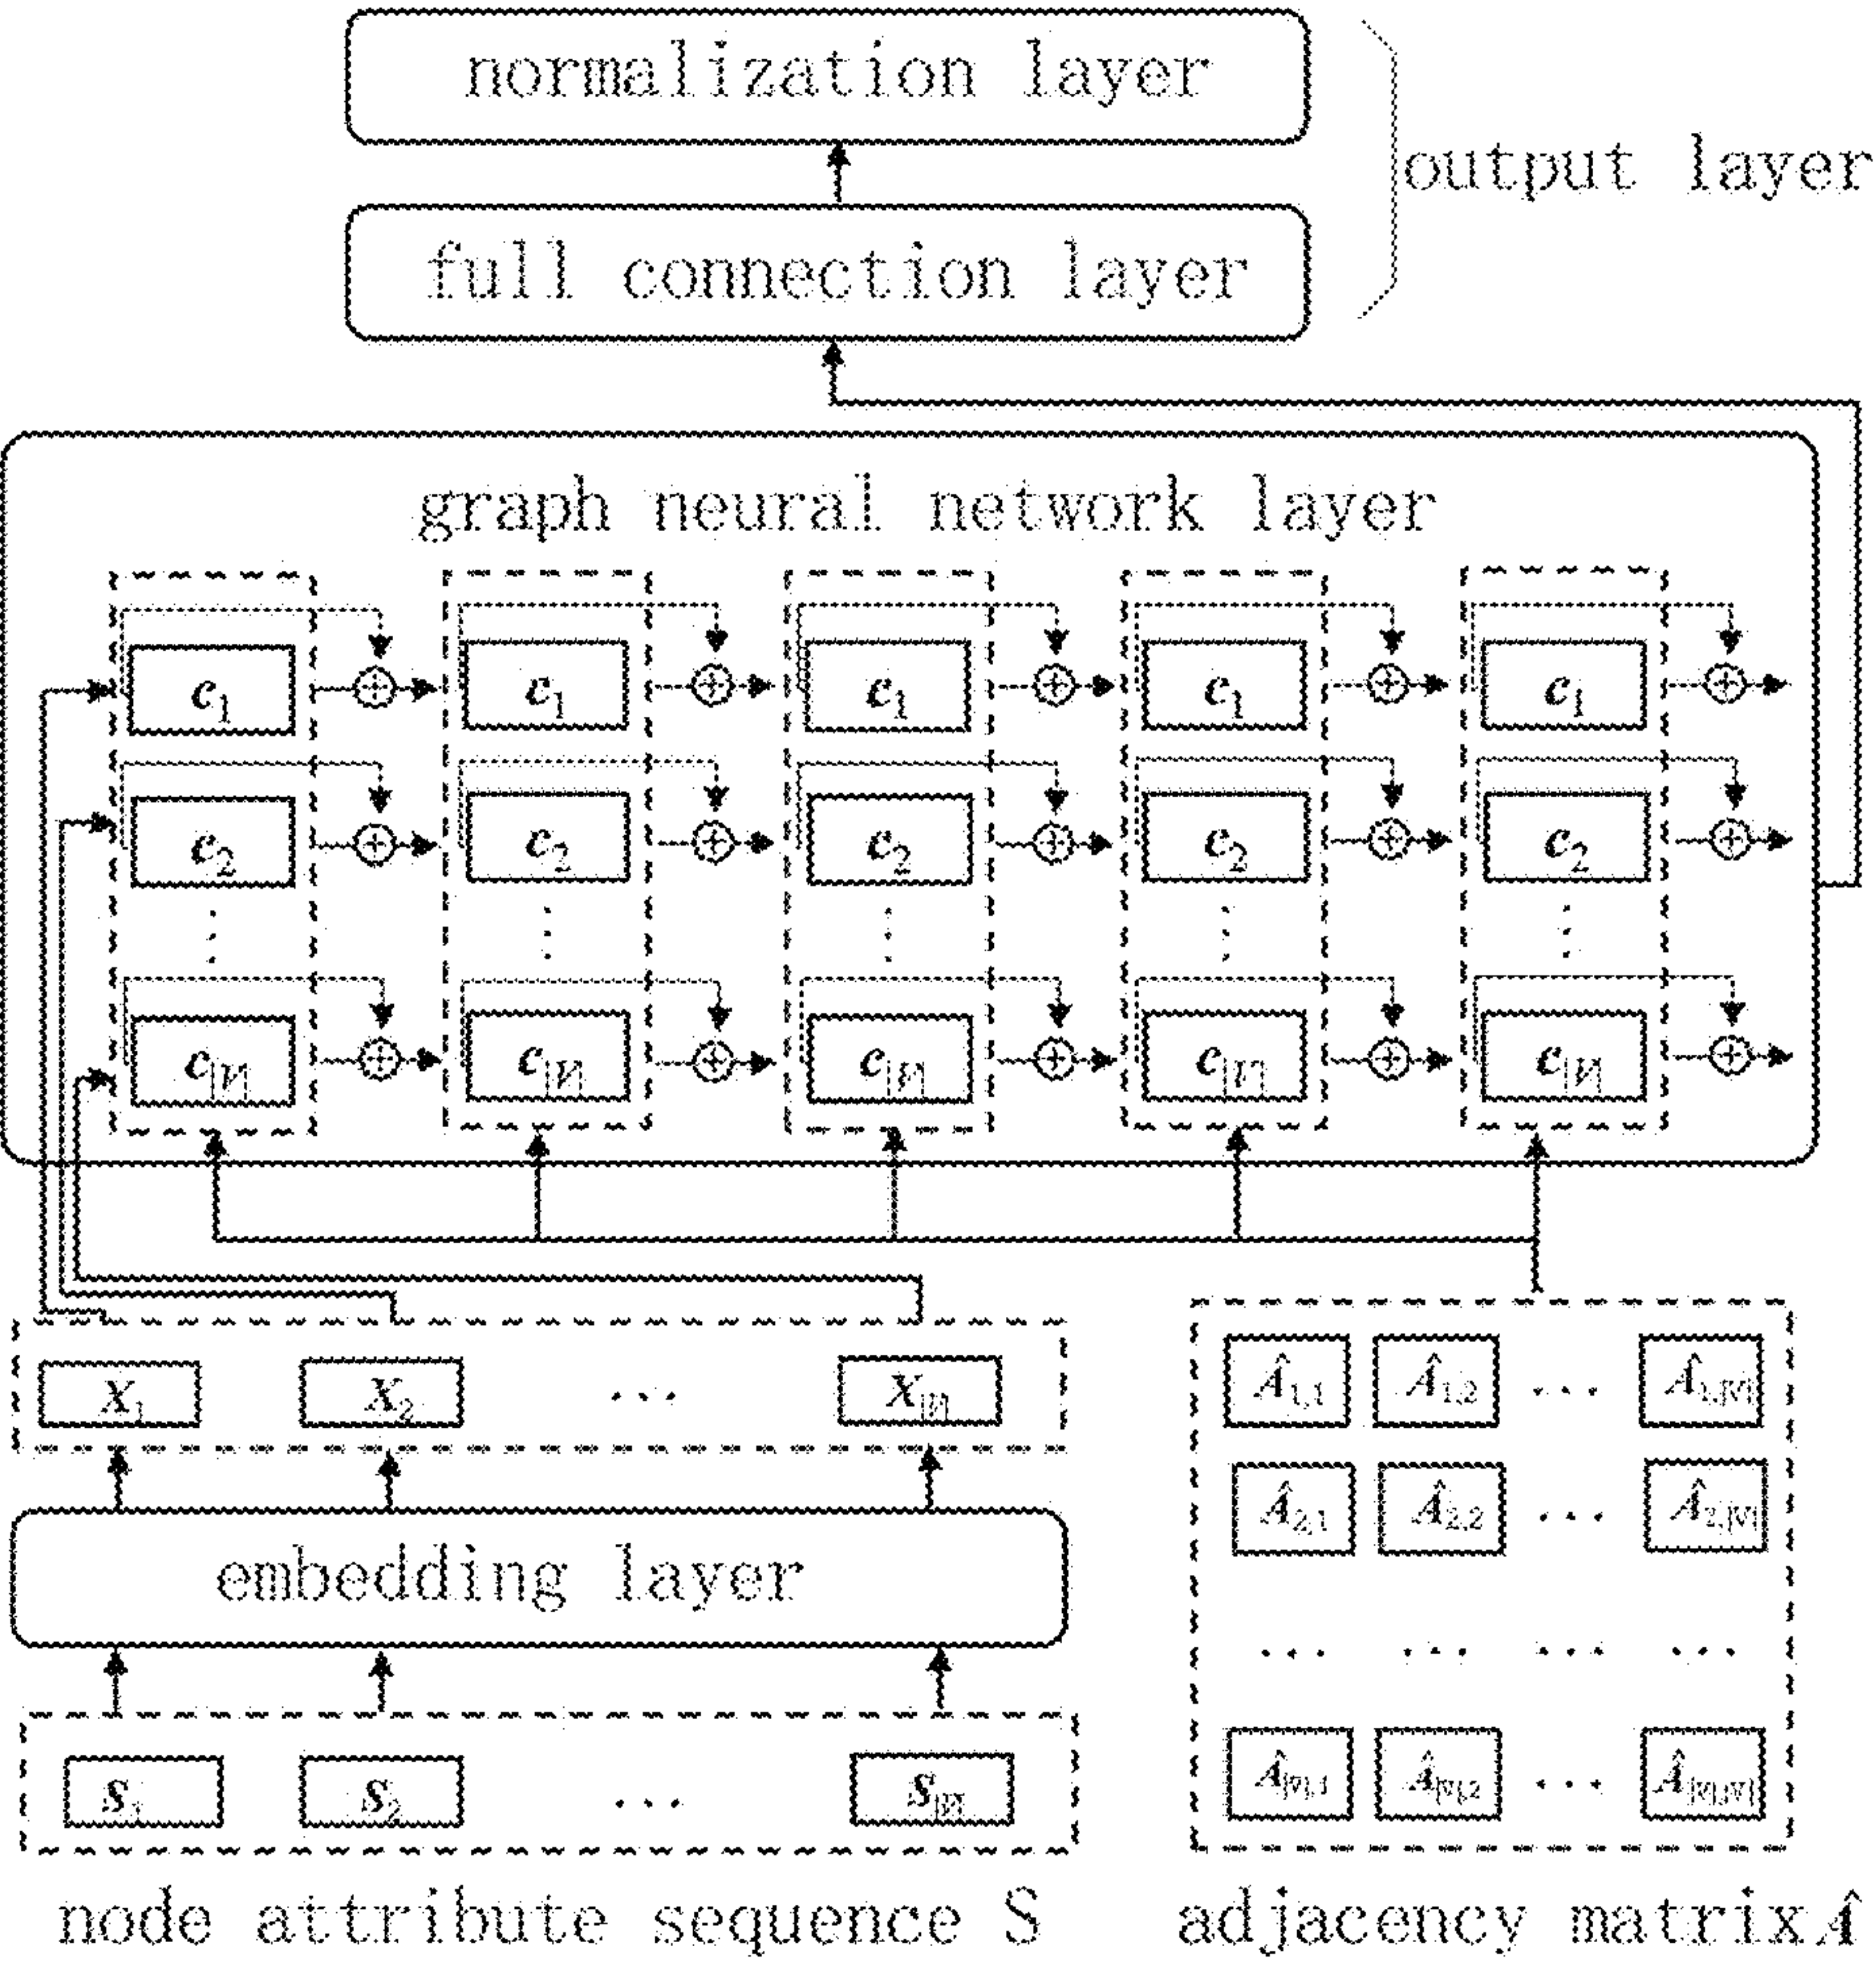 normalization layer
output layer
full connection layer
graph neural network layer
c₁ c₁ c₁ c₁ c₁
c₂ c₂ c₂ c₂ c₂
⋮ ⋮ ⋮ ⋮ ⋮
c|V| c|V| c|V| c|V| c|V|
X₁ X₂ ... X|V|
Â₁,₁ Â₁,₂ ... Â₁,|V|
Â₂,₁ Â₂,₂ ... Â₂,|V|
embedding layer
... ... ... ...
S₁ S₂ ... S|V|
Â|V|,₁ Â|V|,₂ ... Â|V|,|V|
node attribute sequence S
adjacency matrix Â